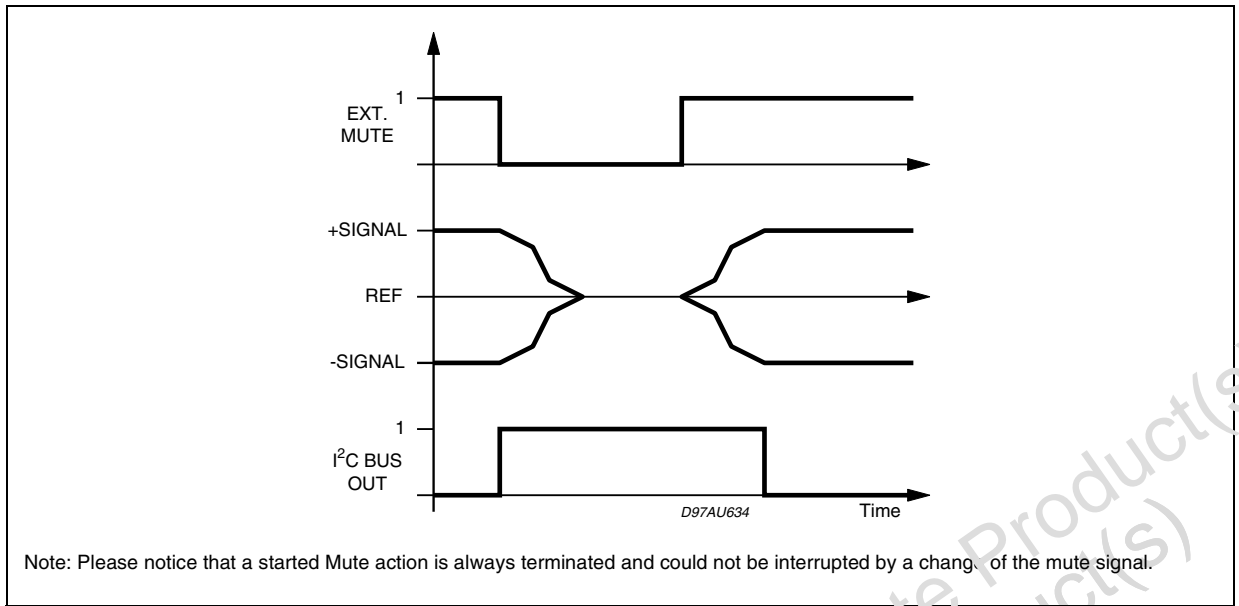 1
EXT.
MUTE
+SIGNAL
REF
-SIGNAL
1
I²C BUS
OUT
D97AU634
Time
Note: Please notice that a started Mute action is always terminated and could not be interrupted by a change of the mute signal.
Product(s